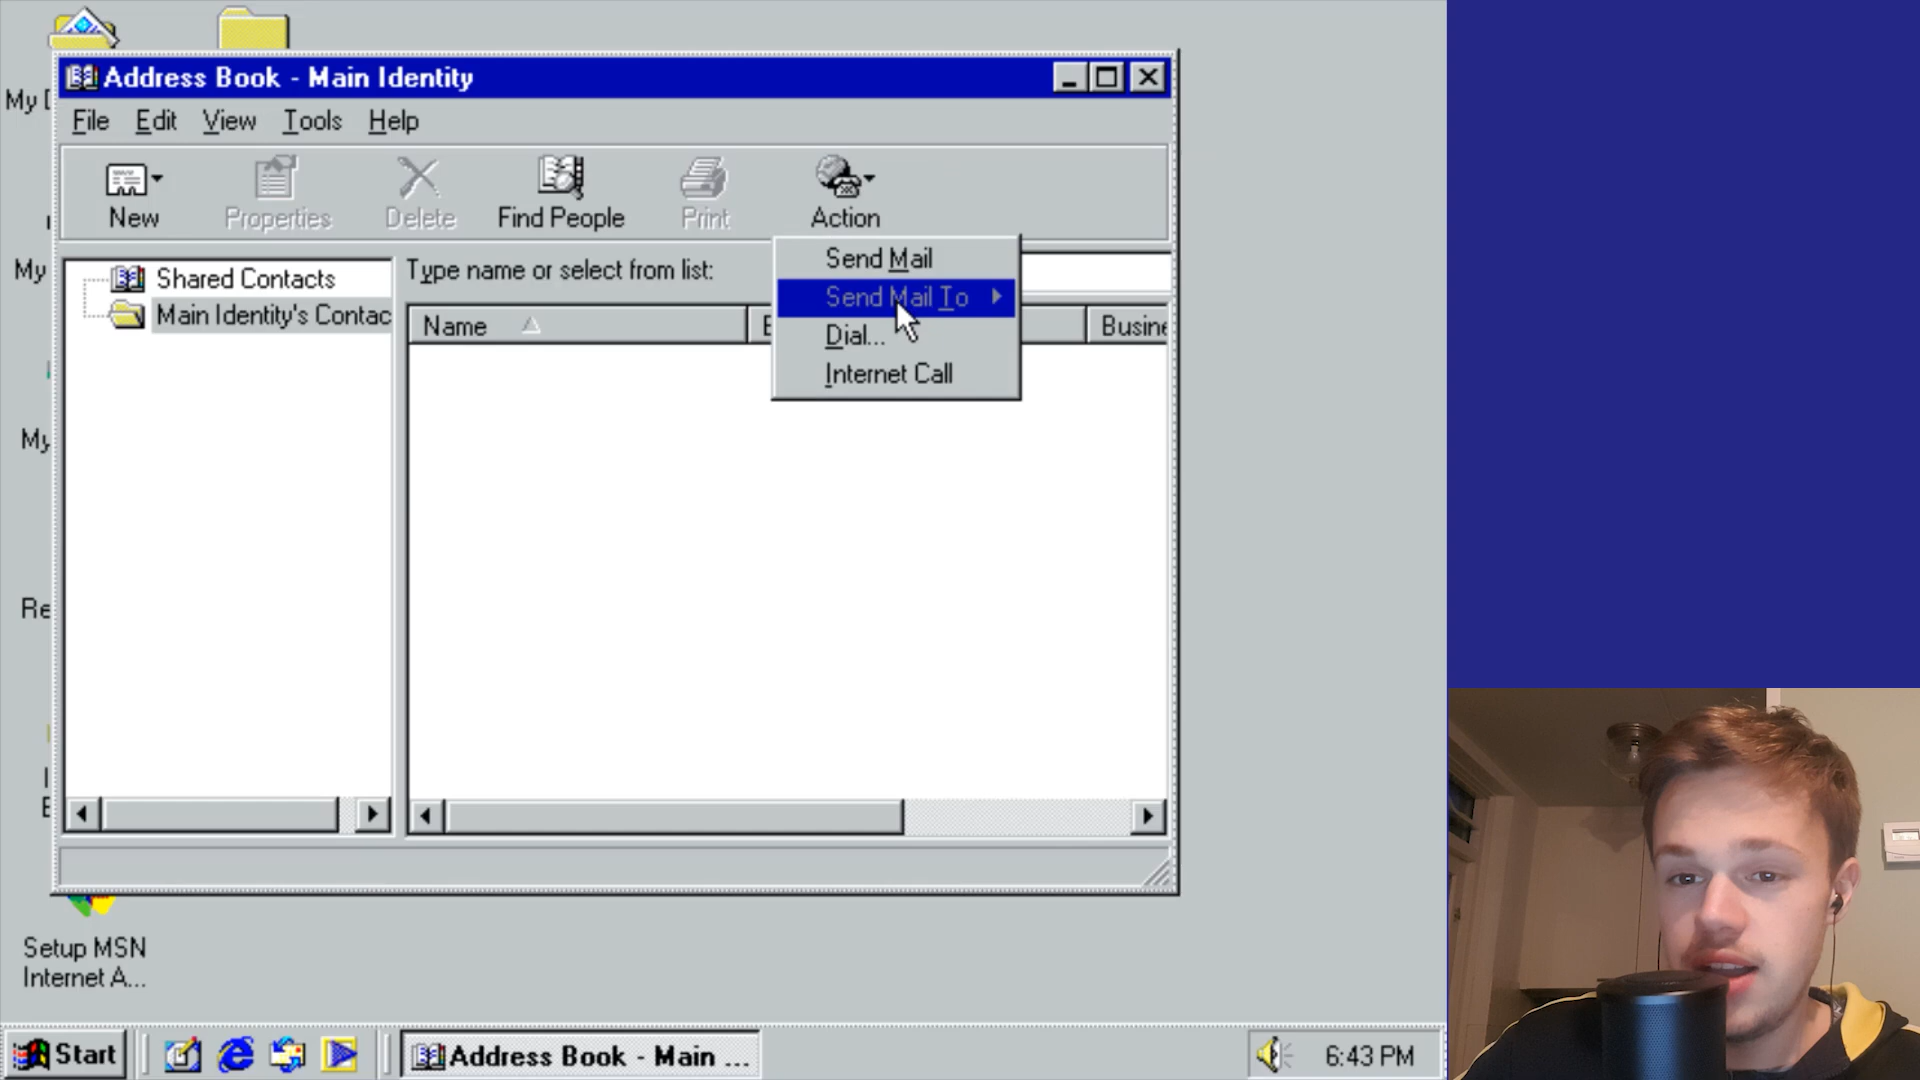 Address Book - Main Identity
My D
File Edit View Tools Help
New Properties Delete Find People Print Action
Send Mail
Send Mail To
Dial...
Internet Call
Type name or select from list:
Shared Contacts
Main Identity's Contac
My
Name Busine
My
Re
Setup MSN
Internet A...
Start
Address Book - Main ...
6:43 PM